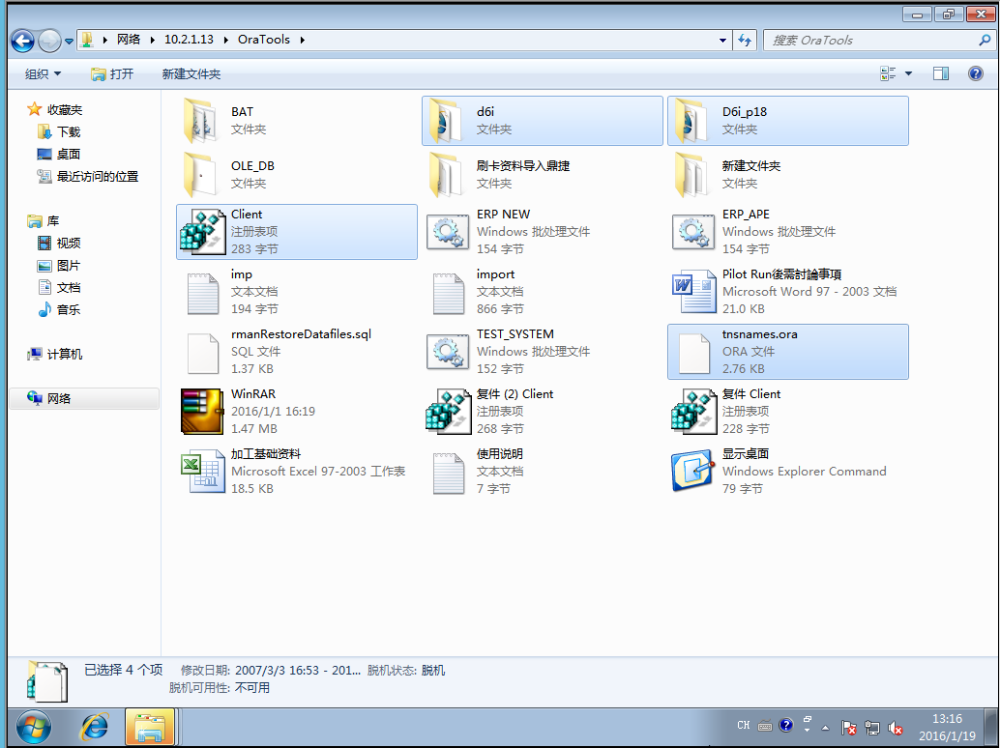 网络 10.2.1.13 OraTools
搜索 OraTools
组织 打开 新建文件夹
收藏夹
下载
桌面
最近访问的位置
库
视频
图片
文档
音乐
计算机
网络
BAT
文件夹
d6i
文件夹
D6i_p18
文件夹
OLE_DB
文件夹
刷卡资料导入鼎捷
文件夹
新建文件夹
文件夹
Client
注册表项
283 字节
ERP NEW
Windows 批处理文件
154 字节
ERP_APE
Windows 批处理文件
154 字节
imp
文本文档
194 字节
import
文本文档
866 字节
Pilot Run後需討論事項
Microsoft Word 97 - 2003 文档
21.0 KB
rmanRestoreDatafiles.sql
SQL 文件
1.37 KB
TEST_SYSTEM
Windows 批处理文件
152 字节
tnsnames.ora
ORA 文件
2.76 KB
WinRAR
2016/1/1 16:19
1.47 MB
复件 (2) Client
注册表项
268 字节
复件 Client
注册表项
228 字节
加工基础资料
Microsoft Excel 97-2003 工作表
18.5 KB
使用说明
文本文档
7 字节
显示桌面
Windows Explorer Command
79 字节
已选择 4 个项 修改日期: 2007/3/3 16:53 - 201... 脱机状态: 脱机
脱机可用性: 不可用
CH
13:16
2016/1/19